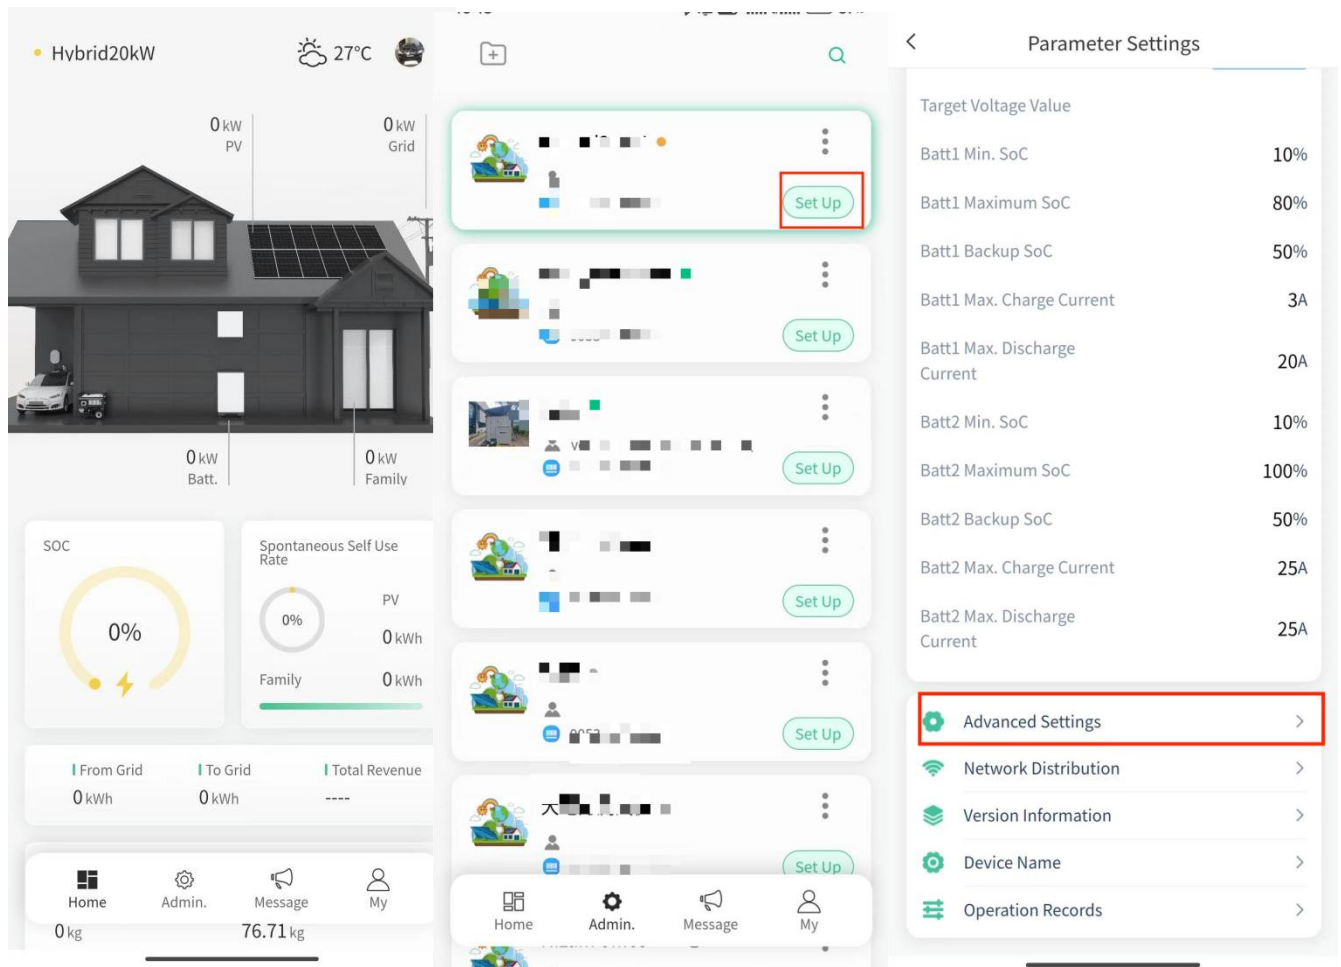 Hybrid20kW
27°C
0 kW
PV
0 kW
Grid
0 kW
Batt.
0 kW
Family
SOC
0%
Spontaneous Self Use
Rate
0%
PV
0 kWh
Family
0 kWh
From Grid
0 kWh
To Grid
0 kWh
Total Revenue
----
Home
Admin.
Message
My
0 kg
76.71 kg
Set Up
Set Up
Set Up
Set Up
Set Up
Set Up
Home
Admin.
Message
My
Parameter Settings
Target Voltage Value
Batt1 Min. SoC
10%
Batt1 Maximum SoC
80%
Batt1 Backup SoC
50%
Batt1 Max. Charge Current
3A
Batt1 Max. Discharge
Current
20A
Batt2 Min. SoC
10%
Batt2 Maximum SoC
100%
Batt2 Backup SoC
50%
Batt2 Max. Charge Current
25A
Batt2 Max. Discharge
Current
25A
Advanced Settings
Network Distribution
Version Information
Device Name
Operation Records